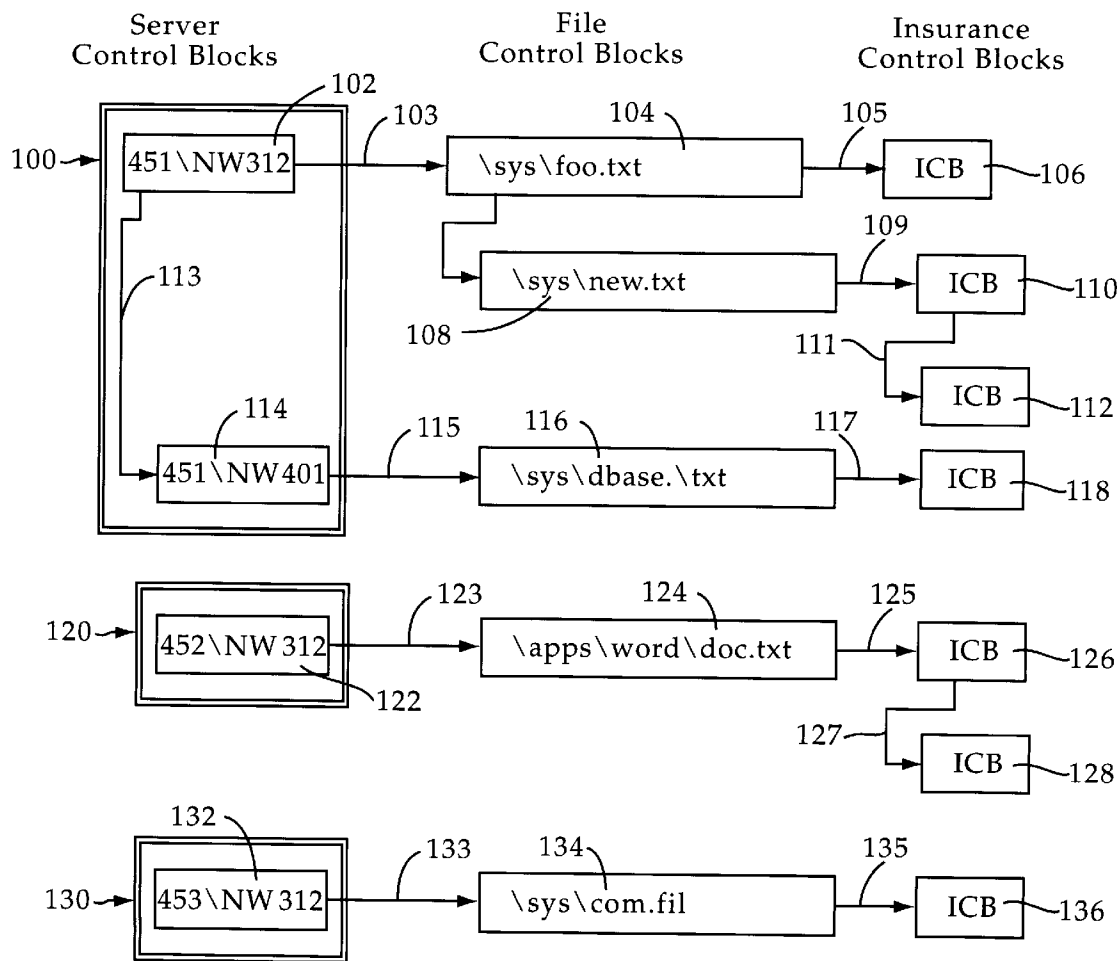 Server
Control Blocks
File
Control Blocks
Insurance
Control Blocks
102
103
104
105
100
451\NW312
\sys\foo.txt
ICB
106
109
\sys\new.txt
ICB
110
113
108
111
ICB
112
114
115
116
117
451\NW401
\sys\dbase.\txt
ICB
118
123
124
125
120
452\NW312
\apps\word\doc.txt
ICB
126
122
127
ICB
128
132
133
134
135
130
453\NW312
\sys\com.fil
ICB
136